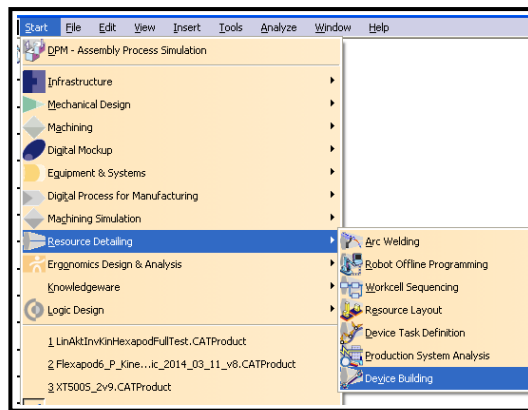 Start File Edit View Insert Tools Analyze Window Help
DPM - Assembly Process Simulation
Infrastructure
Mechanical Design
Machining
Digital Mockup
Equipment & Systems
Digital Process for Manufacturing
Machining Simulation
Resource Detailing
Ergonomics Design & Analysis
Knowledgeware
Logic Design
1 LinAktInvKinHexapodFullTest.CATProduct
2 Flexapod6_P_Kine...ic_2014_03_11_v8.CATProduct
3 XT500S_2v9.CATProduct
Arc Welding
Robot Offline Programming
Workcell Sequencing
Resource Layout
Device Task Definition
Production System Analysis
Device Building